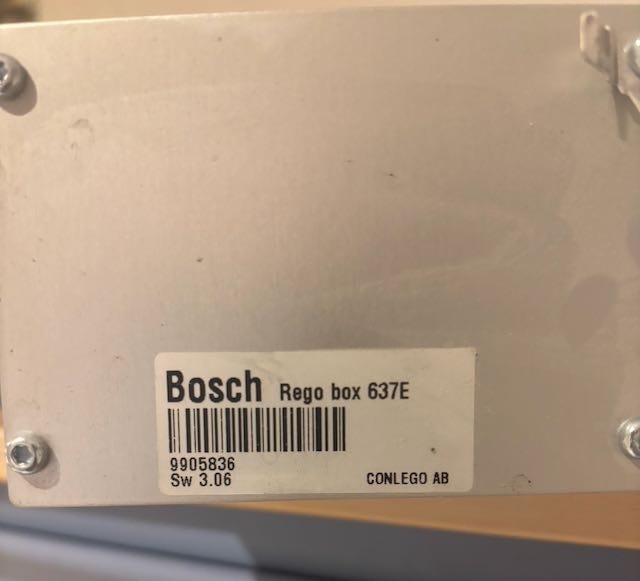 Bosch Rego box 637E
9905836
Sw 3.06 CONLEGO AB